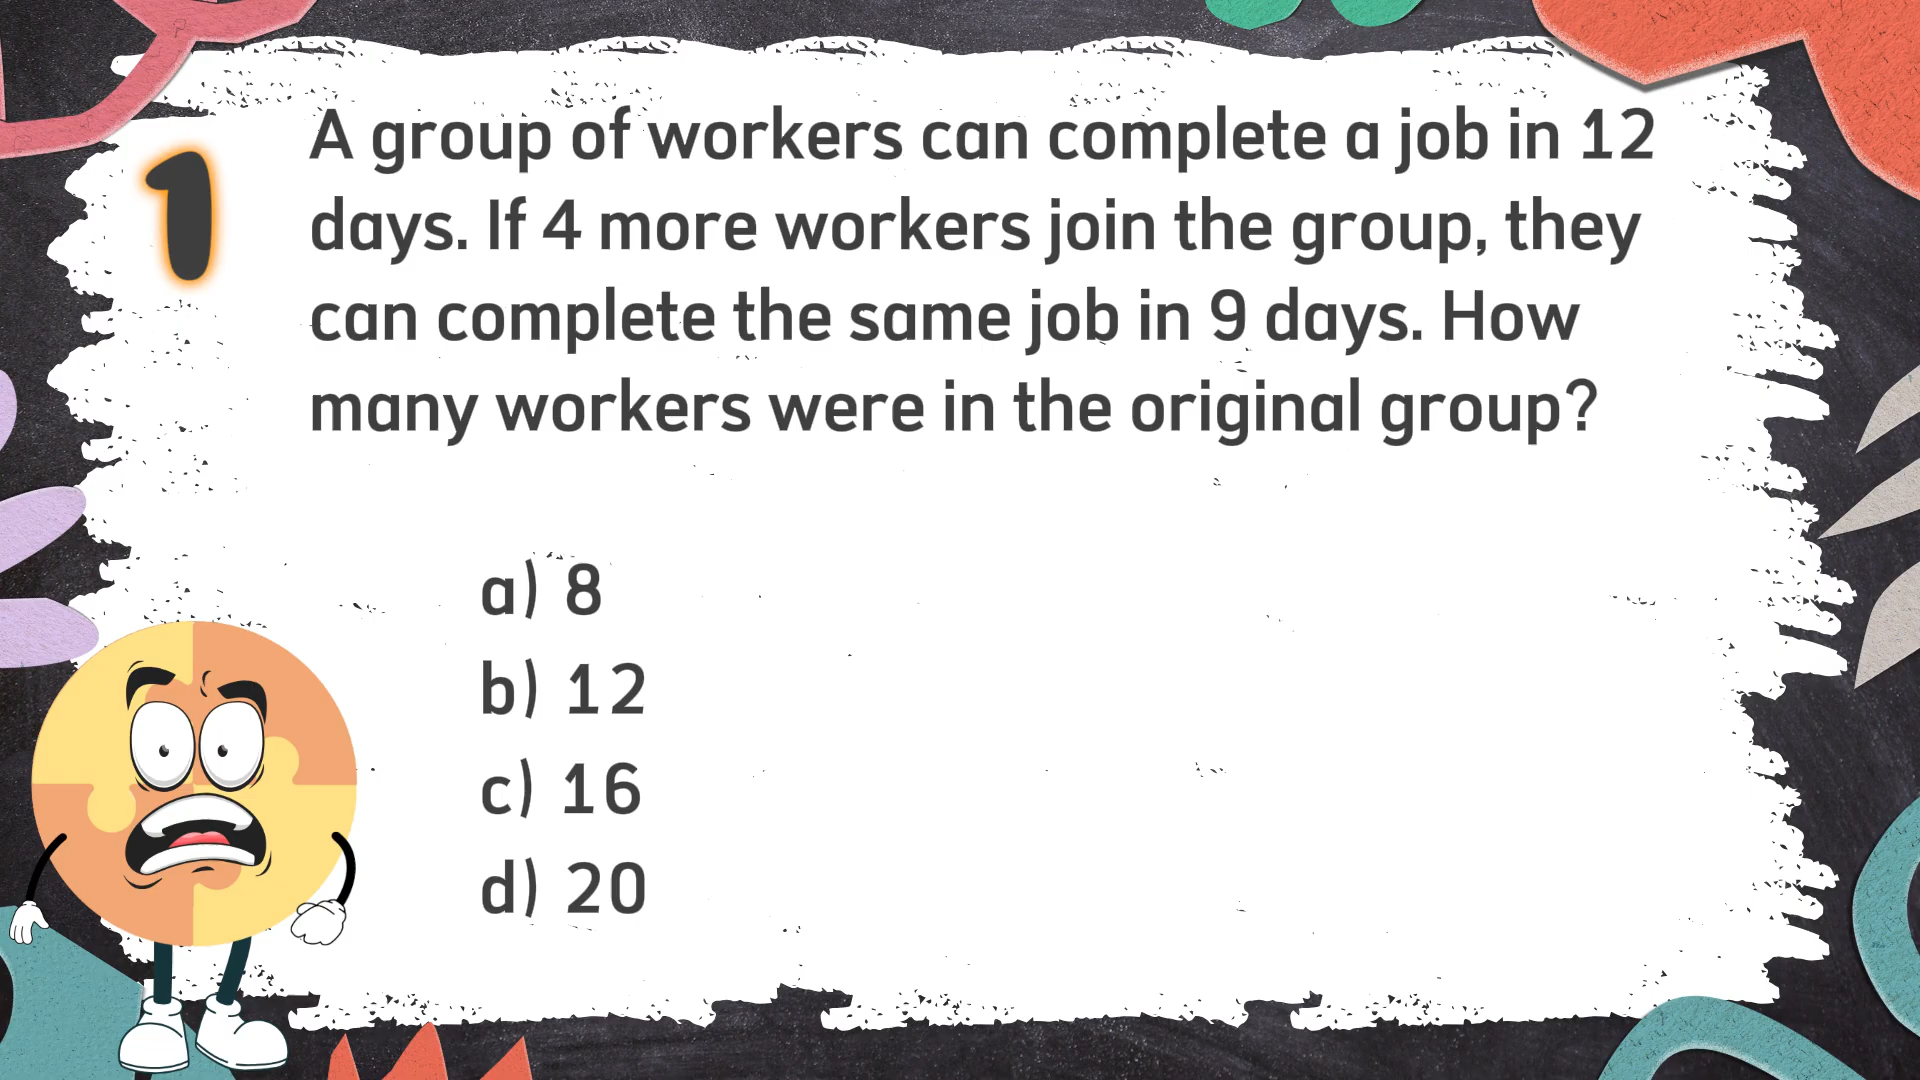 1
A group of workers can complete a job in 12
days. If 4 more workers join the group, they
can complete the same job in 9 days. How
many workers were in the original group?
a) 8
b) 12
c) 16
d) 20